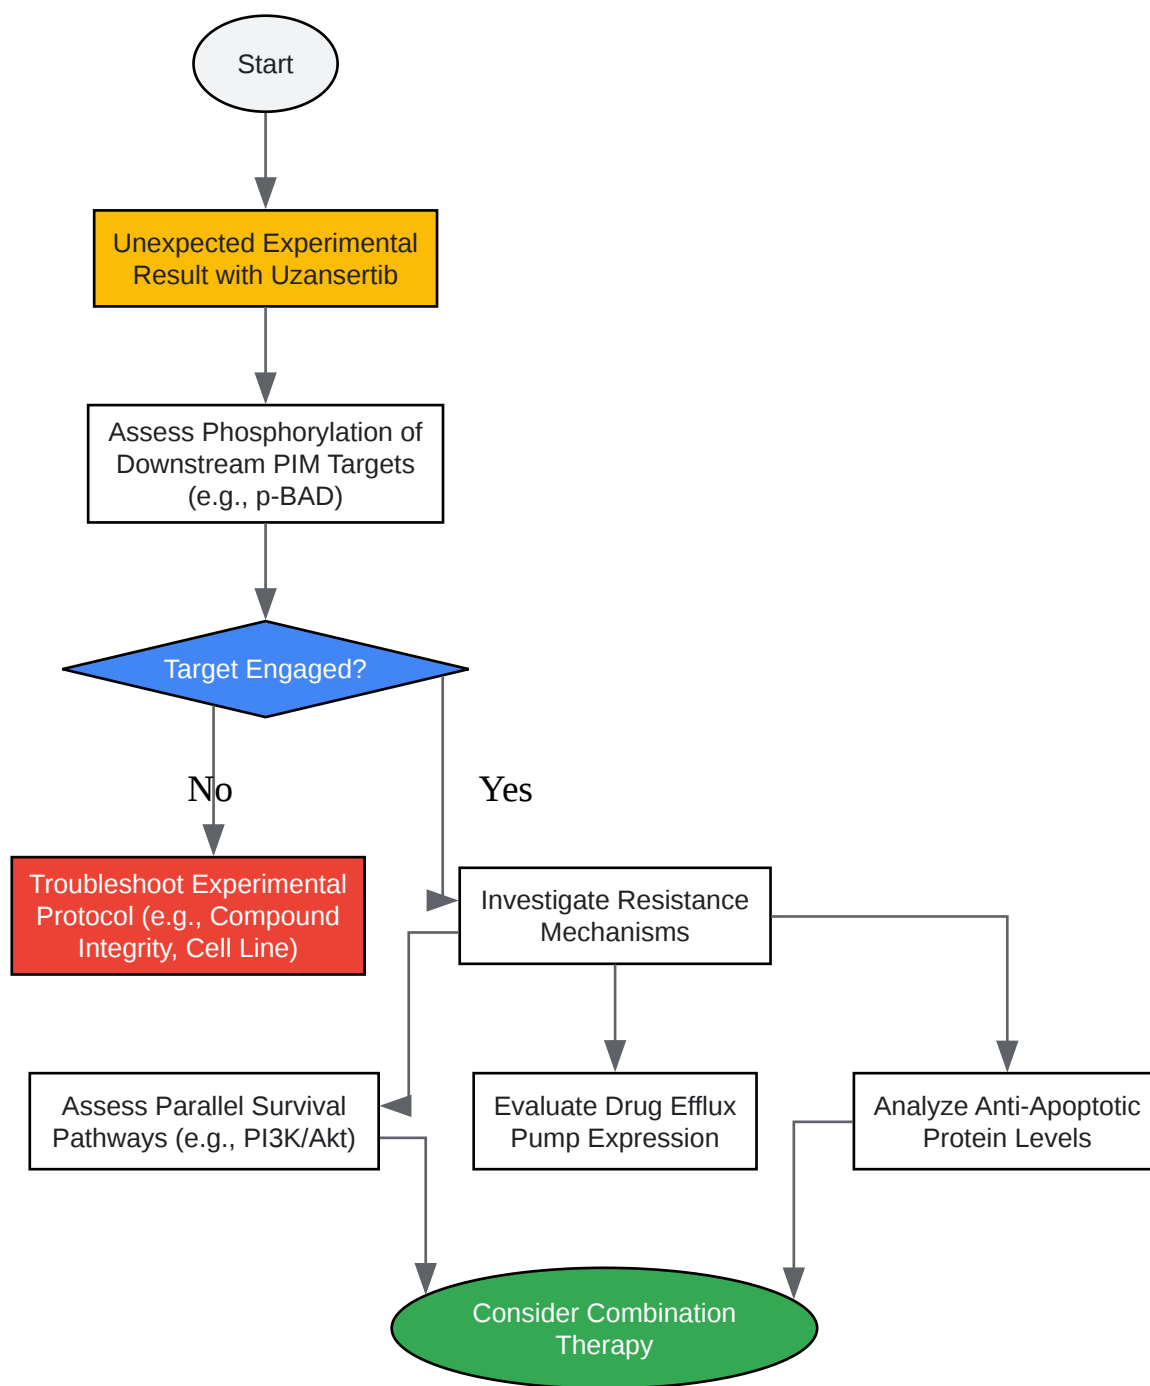 Start
Unexpected Experimental
Result with Uzansertib
Assess Phosphorylation of
Downstream PIM Targets
(e.g., p-BAD)
Target Engaged?
No
Yes
Troubleshoot Experimental
Protocol (e.g., Compound
Integrity, Cell Line)
Investigate Resistance
Mechanisms
Assess Parallel Survival
Pathways (e.g., PI3K/Akt)
Evaluate Drug Efflux
Pump Expression
Analyze Anti-Apoptotic
Protein Levels
Consider Combination
Therapy